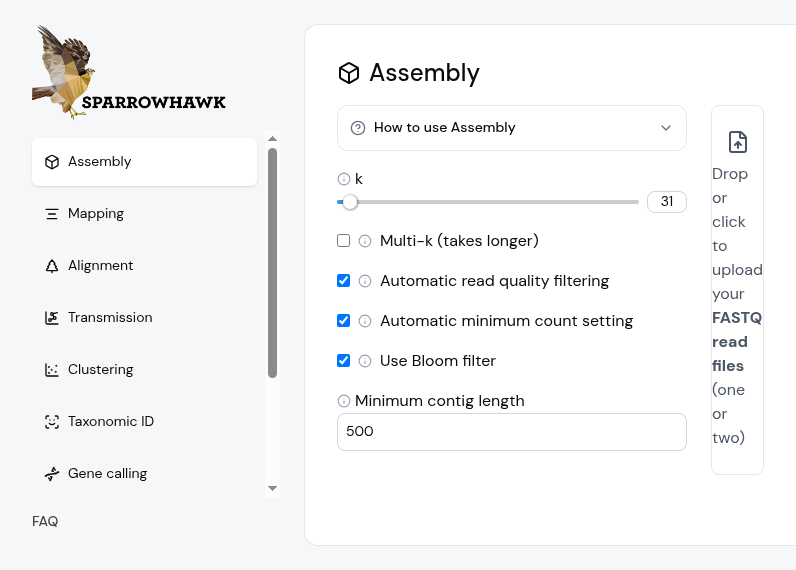 SPARROWHAWK
Assembly
Mapping
Alignment
Transmission
Clustering
Taxonomic ID
Gene calling
FAQ
Assembly
How to use Assembly
k
31
Multi-k (takes longer)
Automatic read quality filtering
Automatic minimum count setting
Use Bloom filter
Minimum contig length
500
Drop
or
click
to
upload
your
FASTQ
read
files
(one
or
two)